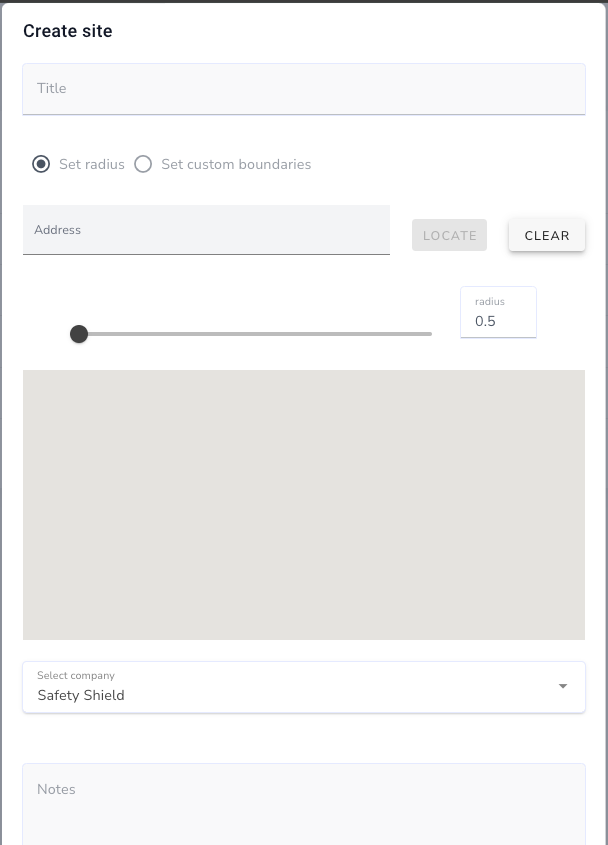 Create site
Title
Set radius Set custom boundaries
Address LOCATE CLEAR
radius
0.5
Select company
Safety Shield
Notes